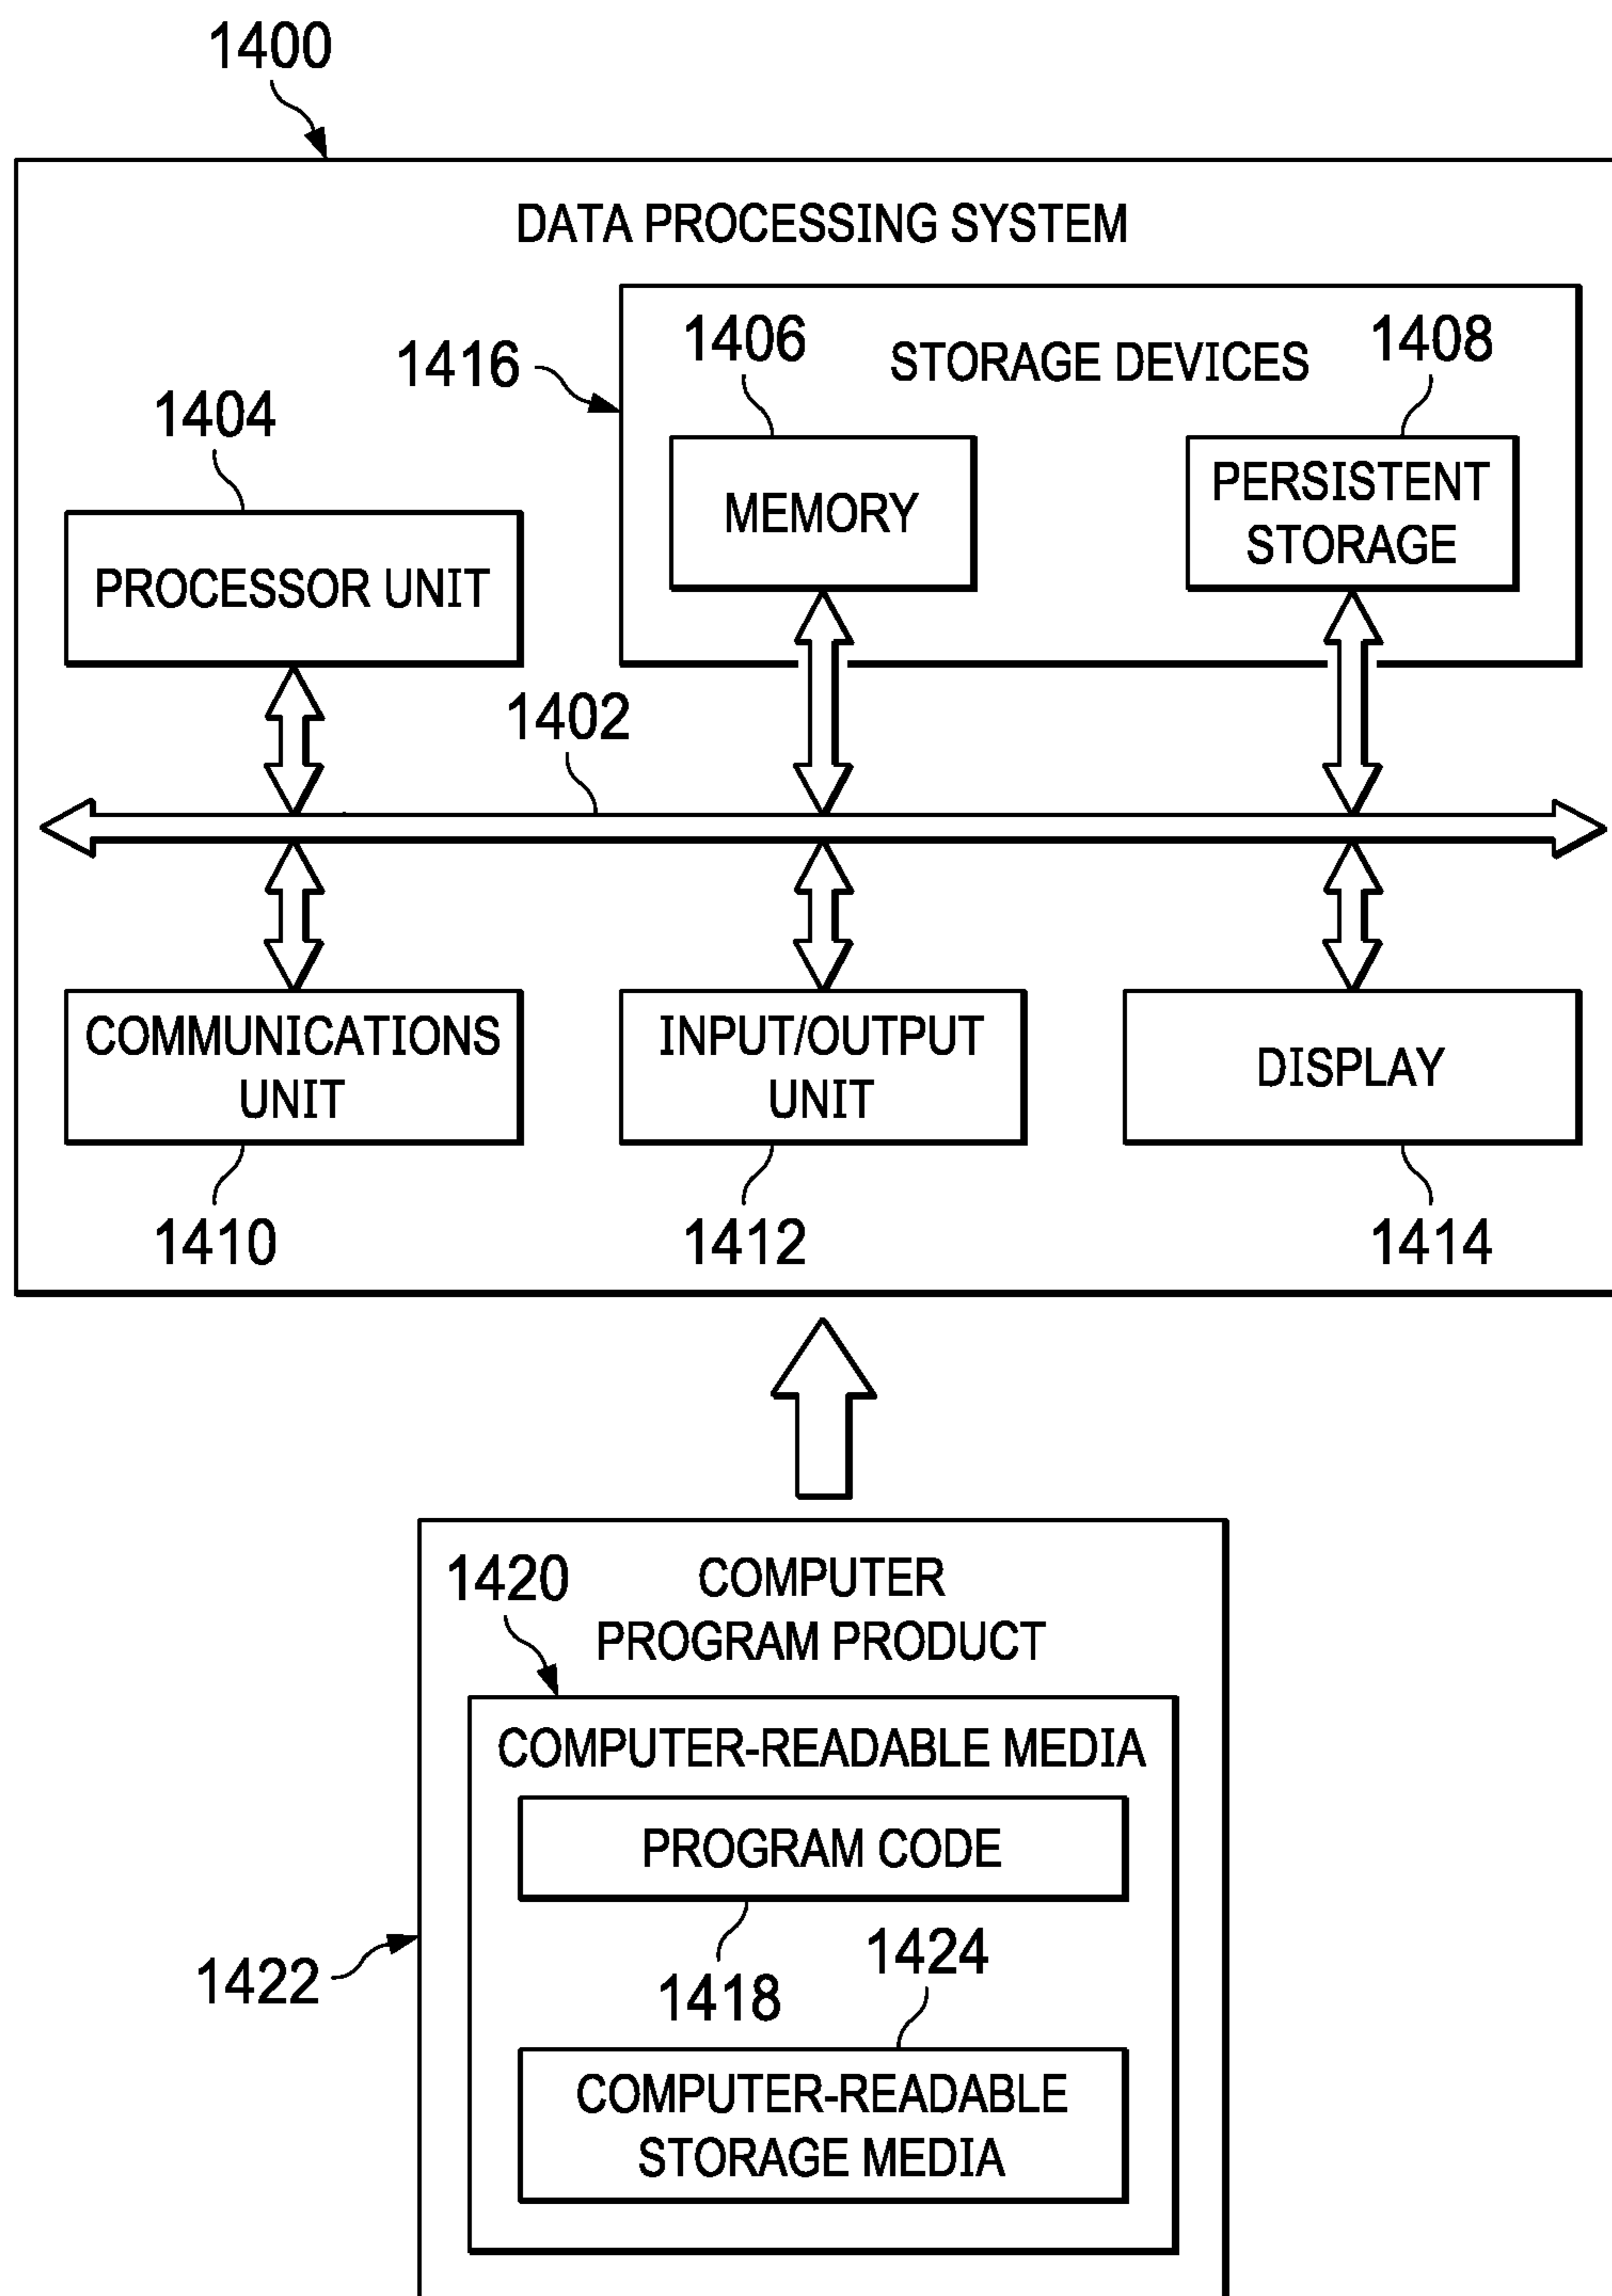 1400
DATA PROCESSING SYSTEM
1416
1406
STORAGE DEVICES
1408
1404
MEMORY
PERSISTENT
STORAGE
PROCESSOR UNIT
1402
COMMUNICATIONS
UNIT
INPUT/OUTPUT
UNIT
DISPLAY
1410
1412
1414
1420
COMPUTER
PROGRAM PRODUCT
COMPUTER-READABLE MEDIA
PROGRAM CODE
1422
1418
1424
COMPUTER-READABLE
STORAGE MEDIA